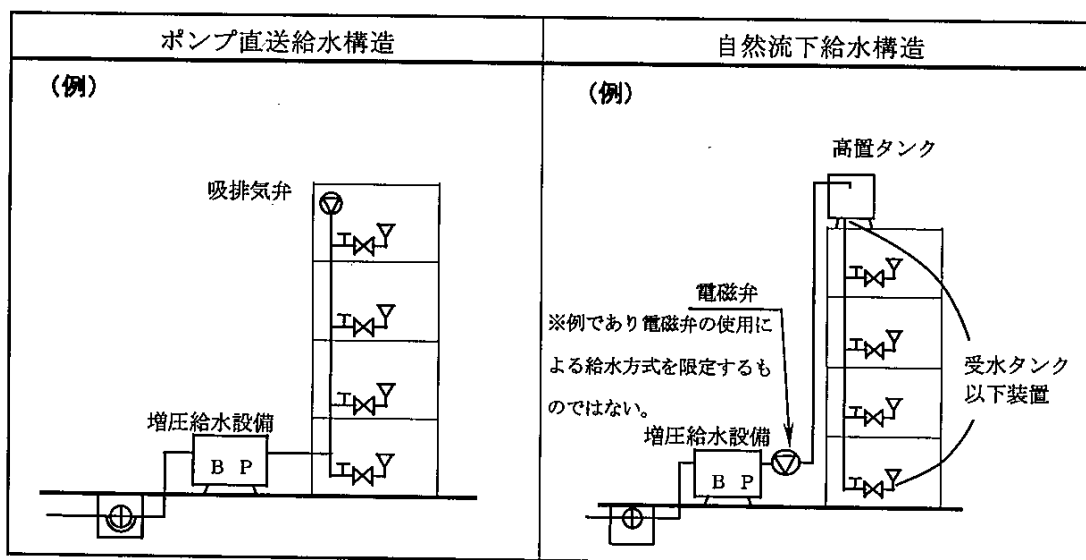 ポンプ直送給水構造
(例)
吸排気弁
増圧給水設備
B P
自然流下給水構造
(例)
高置タンク
電磁弁
※例であり電磁弁の使用に
よる給水方式を限定するも
のではない。
増圧給水設備
B P
受水タンク
以下装置